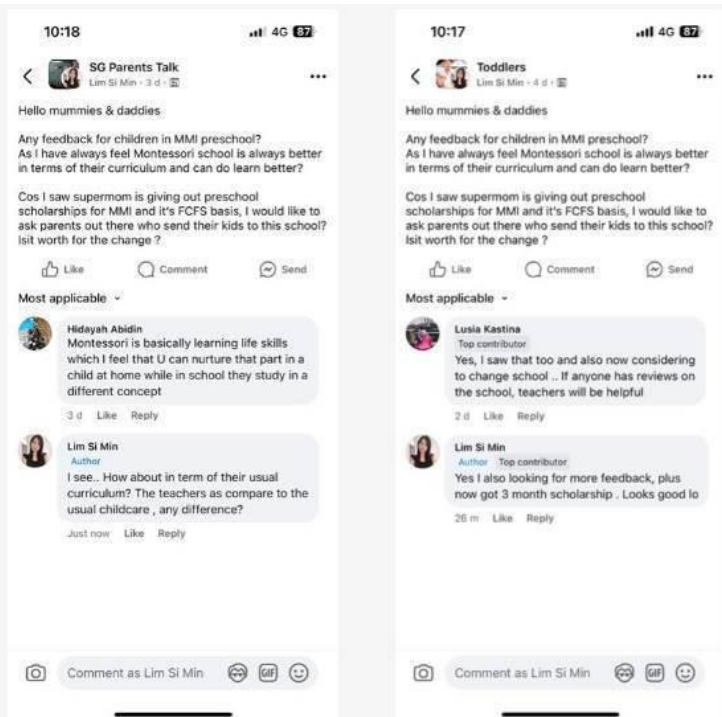 10:18
4G 87
SG Parents Talk
Lim Si Min · 3 d ·
Hello mummies & daddies
Any feedback for children in MMI preschool?
As I have always feel Montessori school is always better
in terms of their curriculum and can do learn better?
Cos I saw supermom is giving out preschool
scholarships for MMI and it's FCFS basis, I would like to
ask parents out there who send their kids to this school?
Isit worth for the change ?
Like Comment Send
Most applicable
Hidayah Abidin
Montessori is basically learning life skills
which I feel that U can nurture that part in a
child at home while in school they study in a
different concept
3 d Like Reply
Lim Si Min
Author
I see.. How about in term of their usual
curriculum? The teachers as compare to the
usual childcare , any difference?
Just now Like Reply
Comment as Lim Si Min
GIF
10:17
4G 87
Toddlers
Lim Si Min · 4 d ·
Hello mummies & daddies
Any feedback for children in MMI preschool?
As I have always feel Montessori school is always better
in terms of their curriculum and can do learn better?
Cos I saw supermom is giving out preschool
scholarships for MMI and it's FCFS basis, I would like to
ask parents out there who send their kids to this school?
Isit worth for the change ?
Like Comment Send
Most applicable
Lusia Kastina
Top contributor
Yes, I saw that too and also now considering
to change school .. If anyone has reviews on
the school, teachers will be helpful
2 d Like Reply
Lim Si Min
Author Top contributor
Yes I also looking for more feedback, plus
now got 3 month scholarship . Looks good lo
26 m Like Reply
Comment as Lim Si Min
GIF